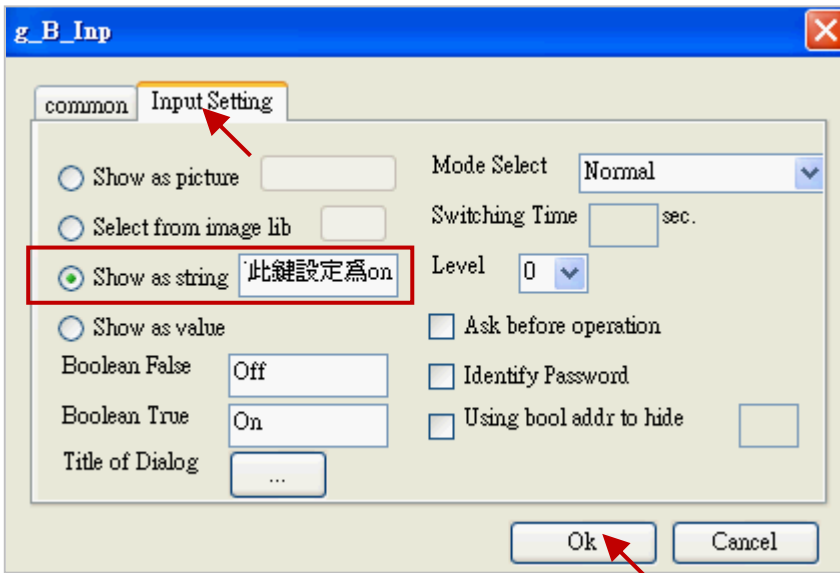 g_B_Inp
common
Input Setting
Show as picture
Select from image lib
Show as string 此鍵設定爲on
Show as value
Boolean False Off
Boolean True On
Title of Dialog ...
Mode Select Normal
Switching Time sec.
Level 0
Ask before operation
Identify Password
Using bool addr to hide
Ok
Cancel